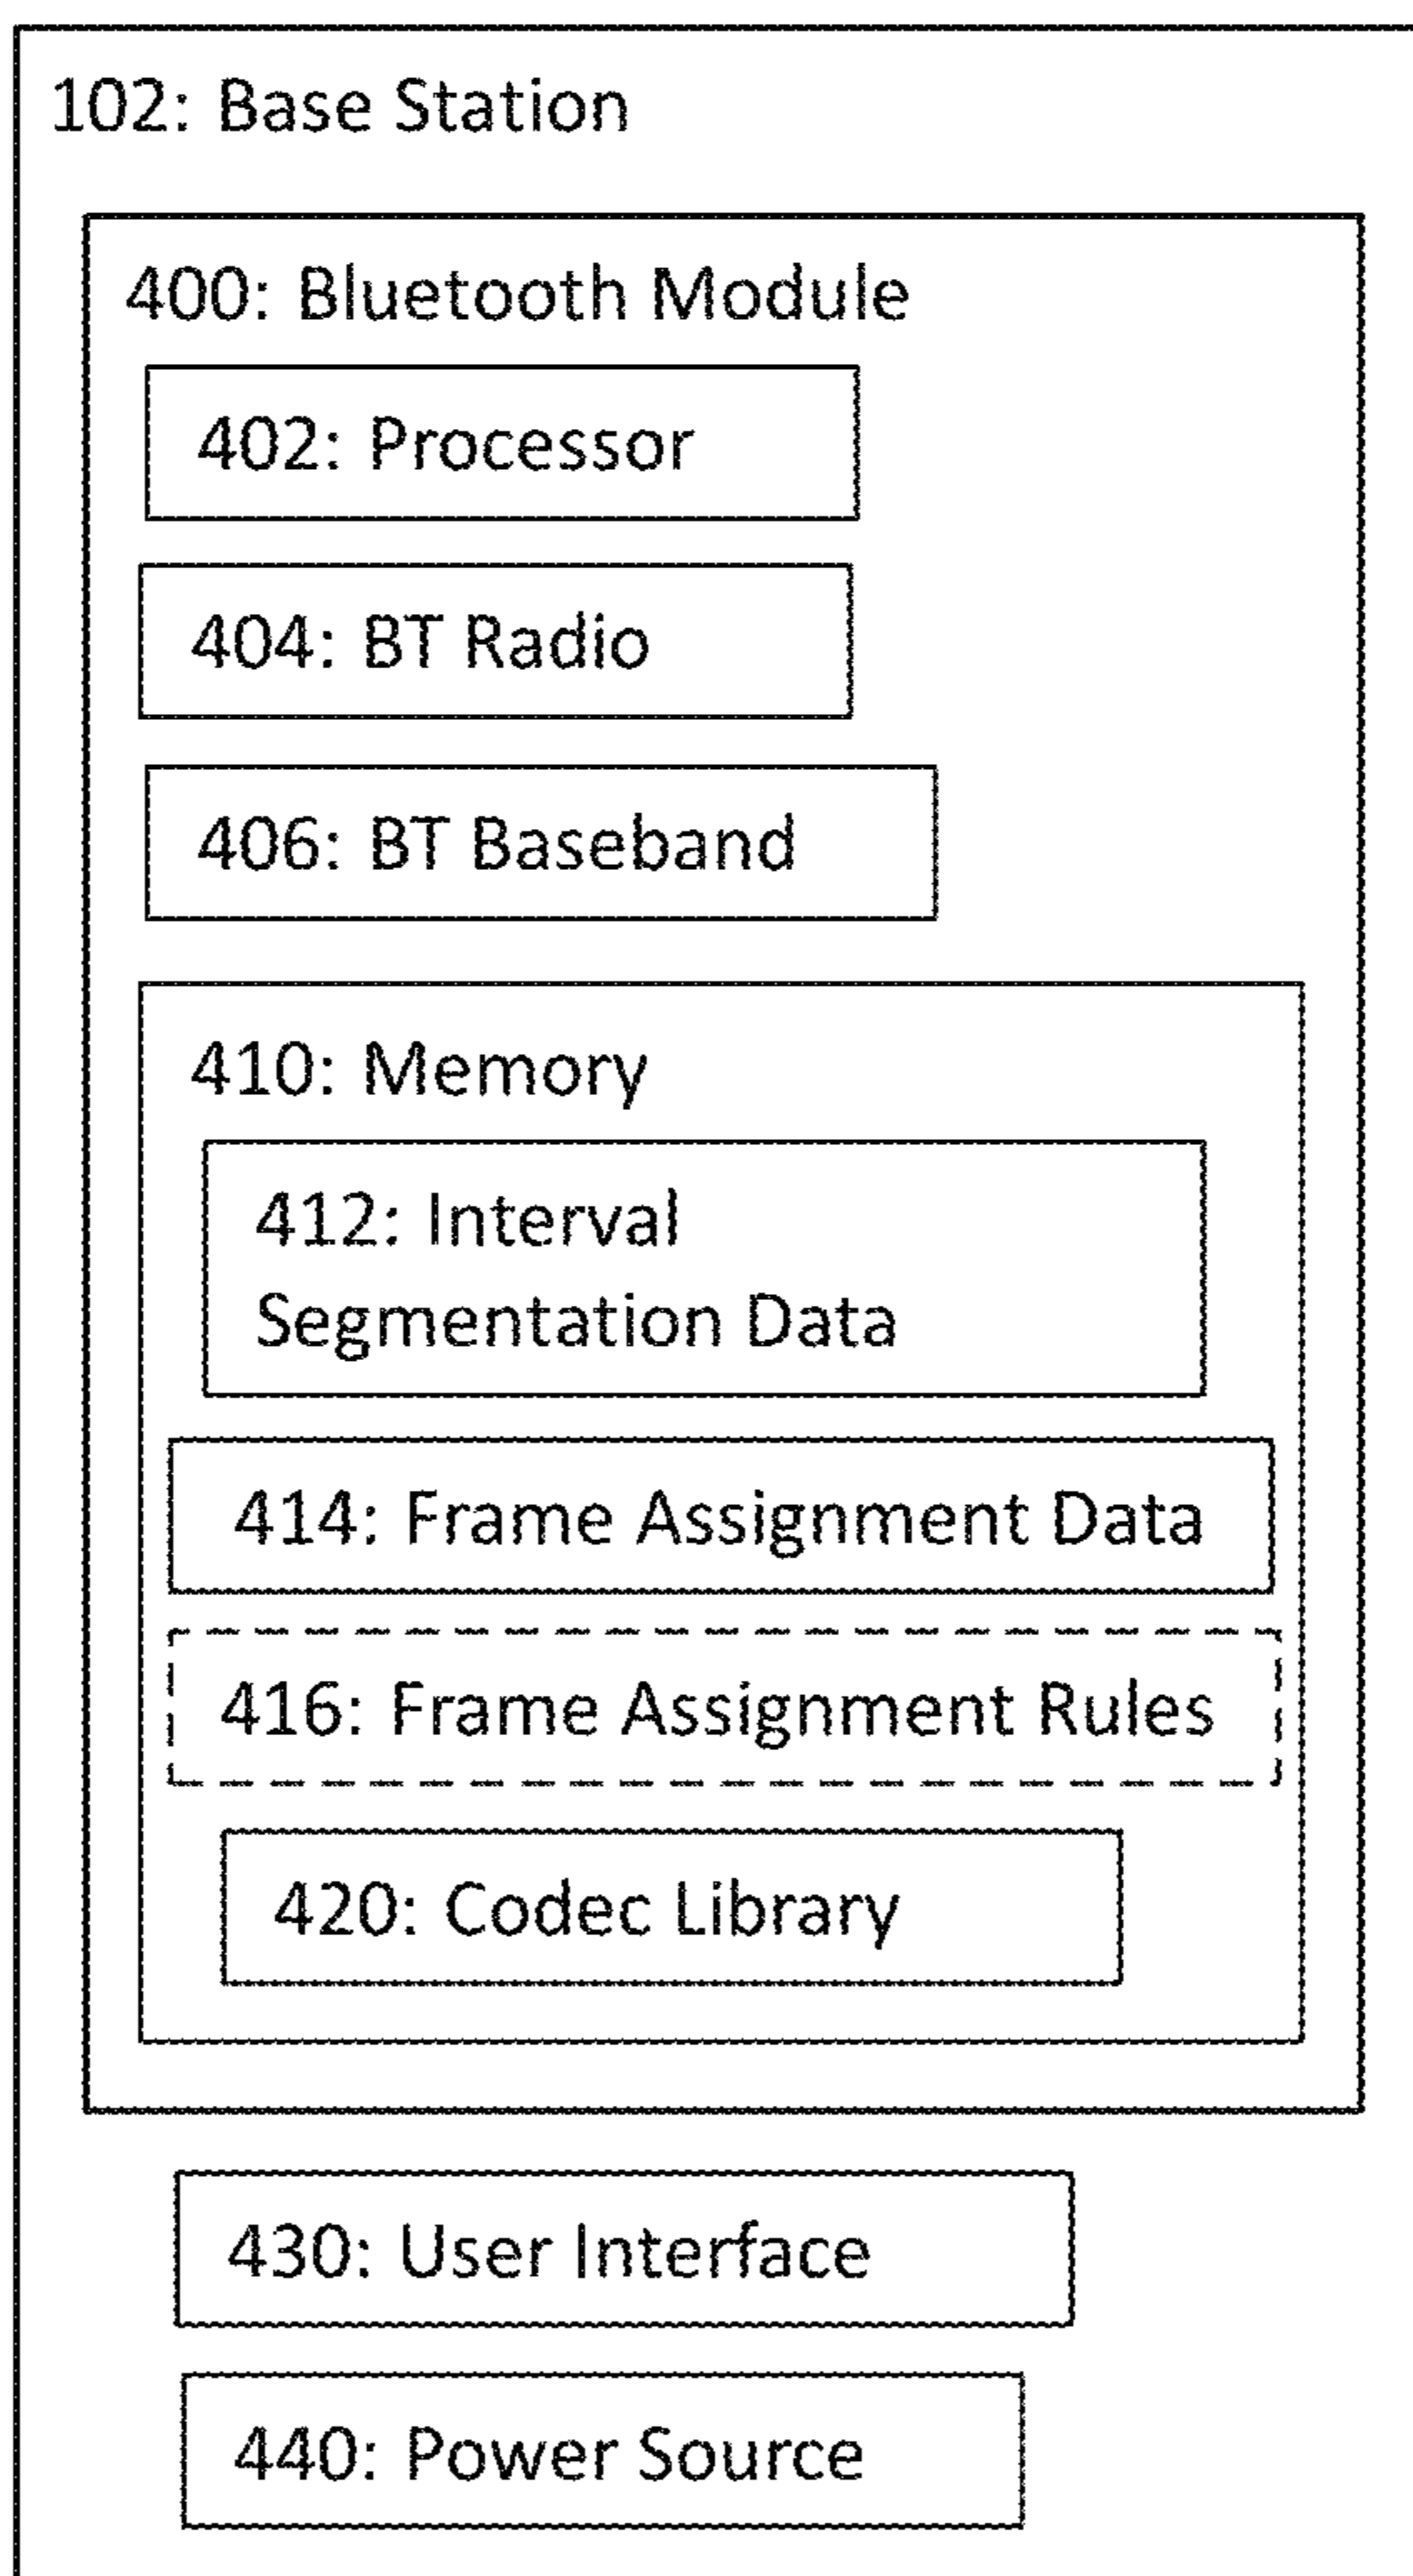 102: Base Station
400: Bluetooth Module
402: Processor
404: BT Radio
406: BT Baseband
410: Memory
412: Interval
Segmentation Data
414: Frame Assignment Data
416: Frame Assignment Rules
420: Codec Library
430: User Interface
440: Power Source